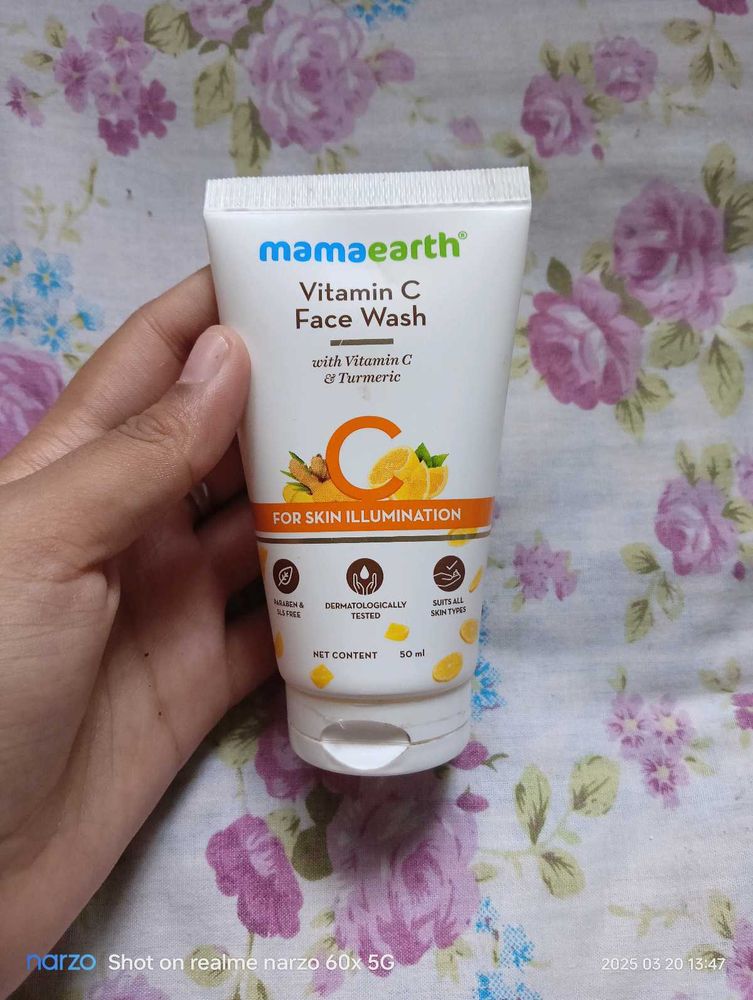 mamaearth®
Vitamin C
Face Wash
with Vitamin C
& Turmeric
C
FOR SKIN ILLUMINATION
PARABEN &
SLS FREE
DERMATOLOGICALLY
TESTED
SUITS ALL
SKIN TYPES
NET CONTENT 50 ml
narzo Shot on realme narzo 60x 5G
2025 03 20 13:47